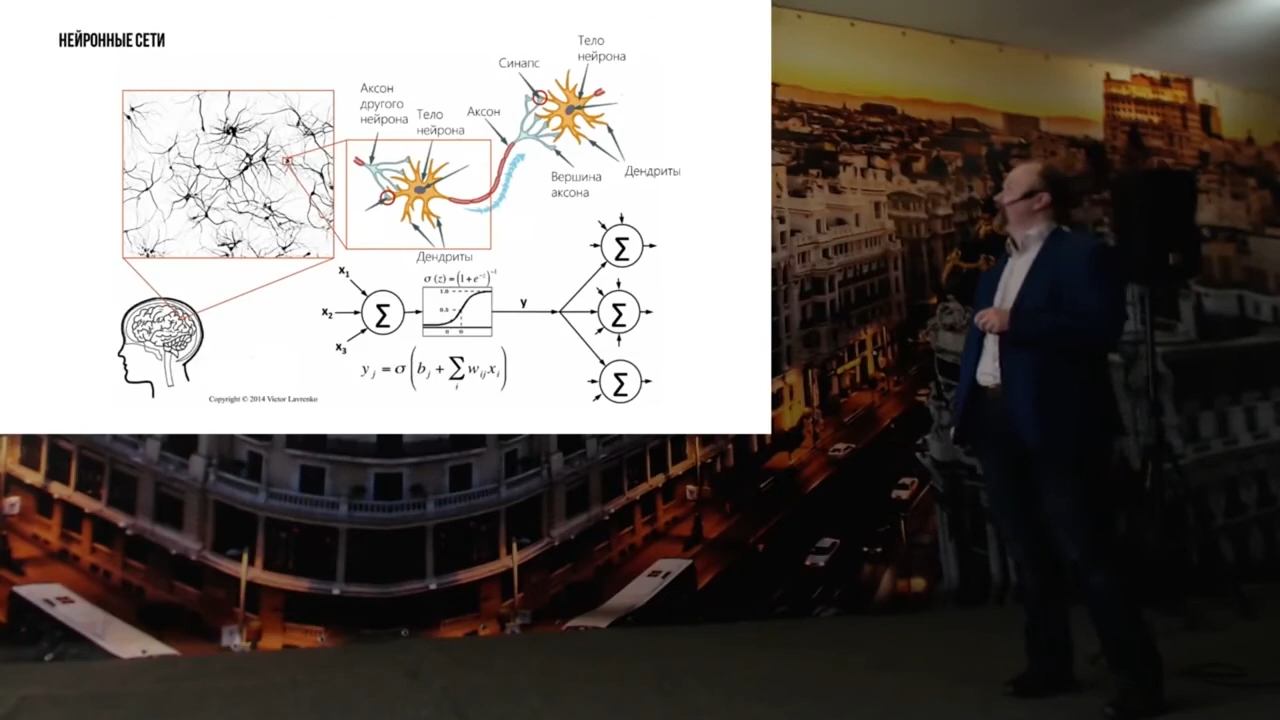 НЕЙРОННЫЕ СЕТИ
Тело
нейрона
Синапс
Аксон
другого
нейрона
Тело
нейрона
Аксон
Вершина
аксона
Дендриты
Дендриты
x₁
x₂
x₃
Σ
σ(z)=(1+e⁻ᶻ)⁻¹
1.0
0.5
0
y
Σ
Σ
Σ
y_j = σ(b_j + ∑_i w_ij x_i)
Copyright © 2014 Victor Lavrenko